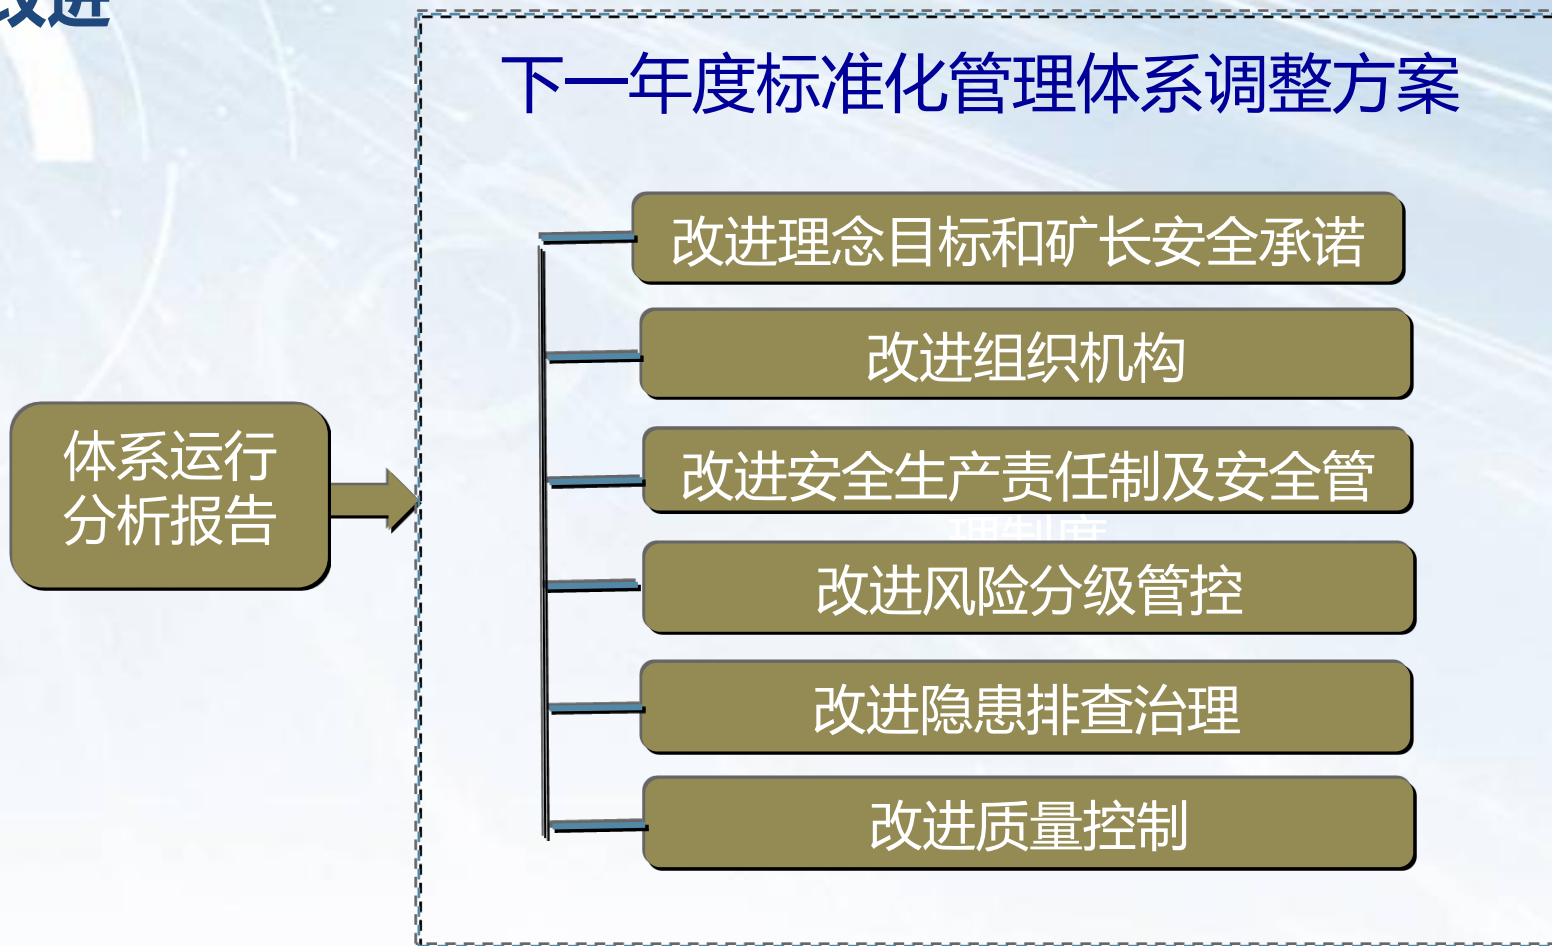 改进
下一年度标准化管理体系调整方案
改进理念目标和矿长安全承诺
改进组织机构
体系运行
分析报告
改进安全生产责任制及安全管
理制度
改进风险分级管控
改进隐患排查治理
改进质量控制